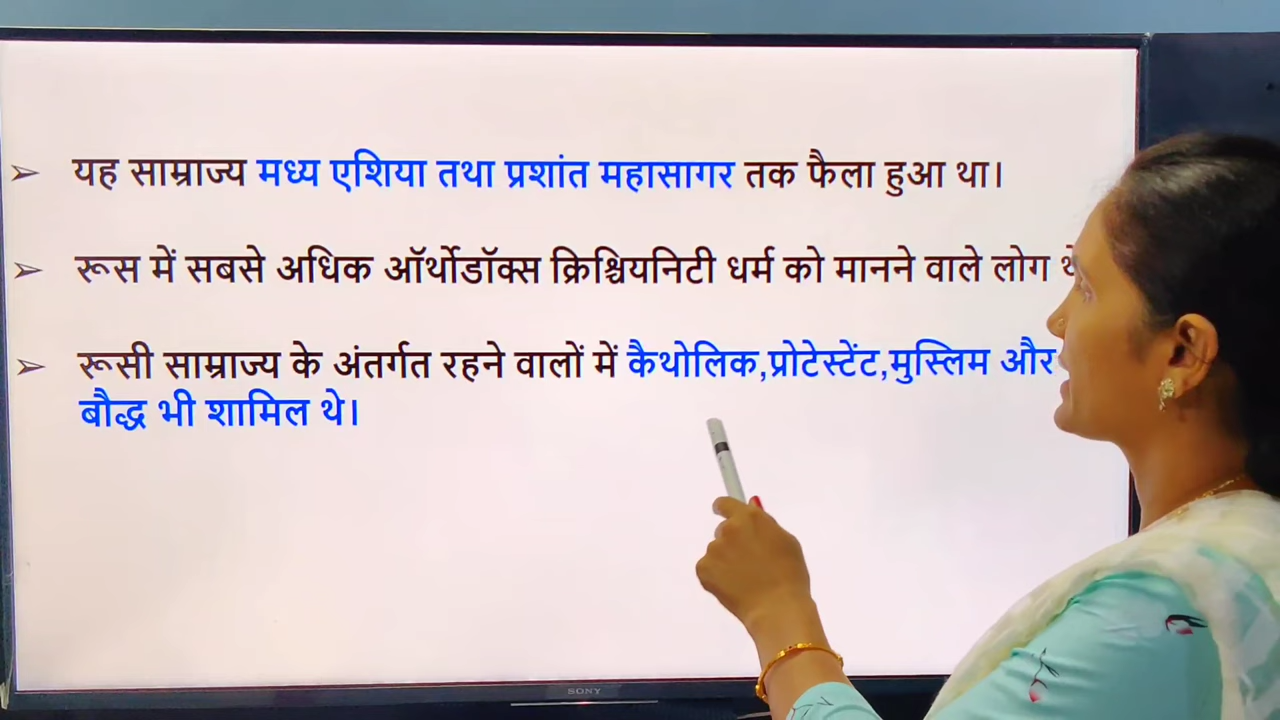 ➢ यह साम्राज्य मध्य एशिया तथा प्रशांत महासागर तक फैला हुआ था।
➢ रूस में सबसे अधिक ऑर्थोडॉक्स क्रिश्चियनिटी धर्म को मानने वाले लोग
➢ रूसी साम्राज्य के अंतर्गत रहने वालों में कैथोलिक,प्रोटेस्टेंट,मुस्लिम और
बौद्ध भी शामिल थे।
SONY